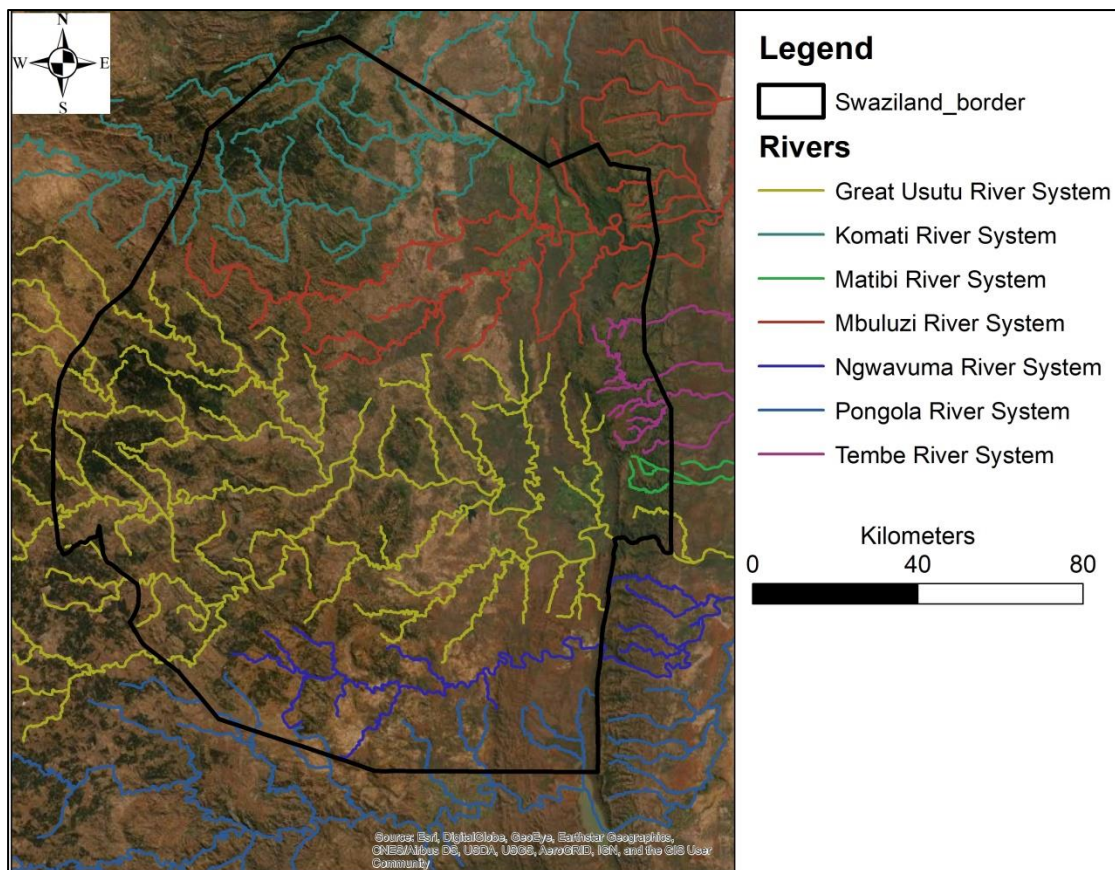 N
W E
S
Legend
Swaziland_border
Rivers
Great Usutu River System
Komati River System
Matibi River System
Mbuluzi River System
Ngwavuma River System
Pongola River System
Tembe River System
Kilometers
0 40 80
Source: Esri, DigitalGlobe, GeoEye, Earthstar Geographics,
CNES/Airbus DS, USDA, USGS, AeroGRID, IGN, and the GIS User
Community